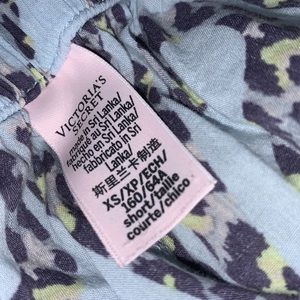 VICTORIA'S
SECRET
made in Sri Lanka/
fabriqué au Sri Lanka/
hecho en Sri Lanka/
fabricato in Sri
Lanka/
斯里兰卡制造
XS/XP/ECH/
160/64A
short/taille
courte/chico